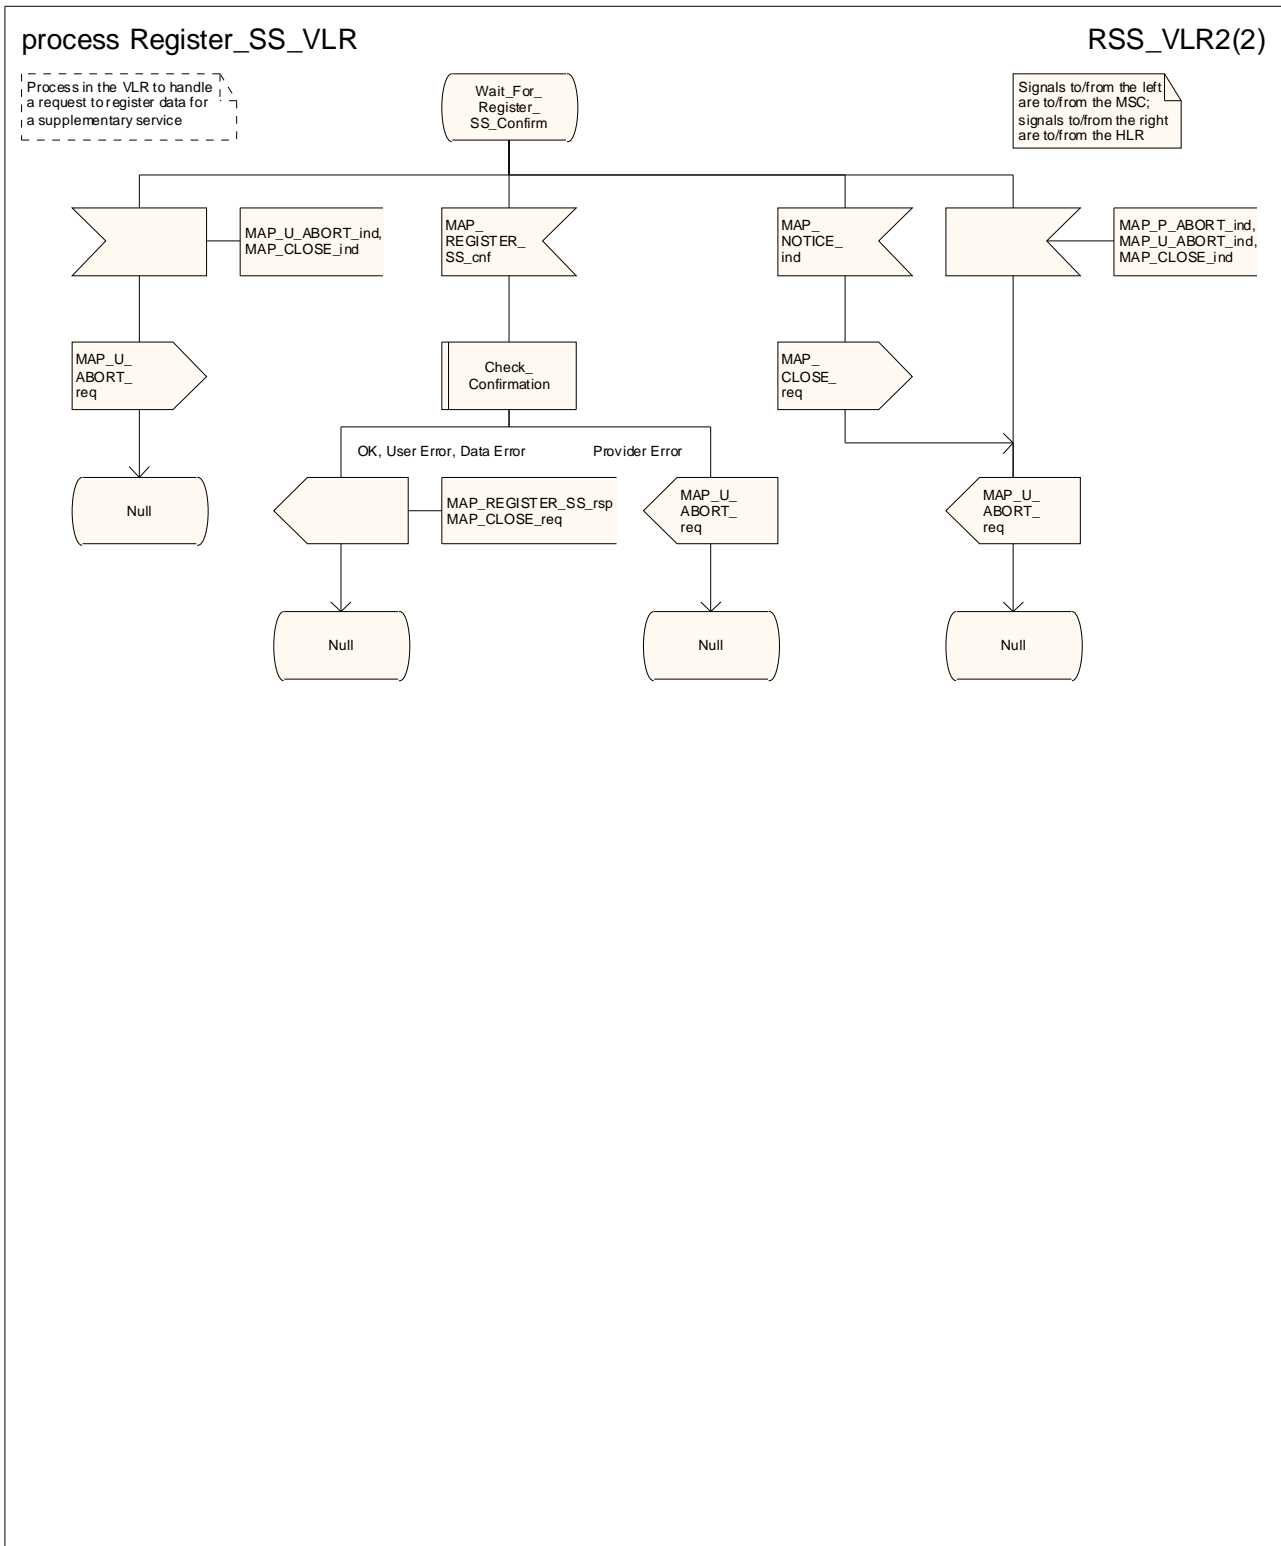 process Register_SS_VLR
RSS_VLR2(2)
Process in the VLR to handle
a request to register data for
a supplementary service
Wait_For_
Register_
SS_Confirm
Signals to/from the left
are to/from the MSC;
signals to/from the right
are to/from the HLR
MAP_U_ABORT_ind,
MAP_CLOSE_ind
MAP_
REGISTER_
SS_cnf
MAP_
NOTICE_
ind
MAP_P_ABORT_ind,
MAP_U_ABORT_ind,
MAP_CLOSE_ind
MAP_U_
ABORT_
req
Check_
Confirmation
MAP_
CLOSE_
req
OK, User Error, Data Error
Provider Error
Null
MAP_REGISTER_SS_rsp
MAP_CLOSE_req
MAP_U_
ABORT_
req
MAP_U_
ABORT_
req
Null
Null
Null